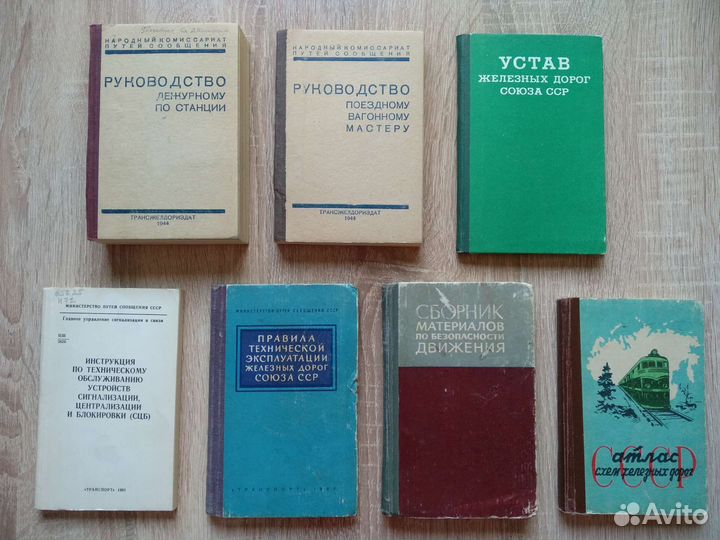 НАРОДНЫЙ КОМИССАРИАТ
ПУТЕЙ СООБЩЕНИЯ
РУКОВОДСТВО
ДЕЖУРНОМУ
ПО СТАНЦИИ
ТРАНСЖЕЛДОРИЗДАТ
1944
НАРОДНЫЙ КОМИССАРИАТ
ПУТЕЙ СООБЩЕНИЯ
РУКОВОДСТВО
ПОЕЗДНОМУ
ВАГОННОМУ
МАСТЕРУ
ТРАНСЖЕЛДОРИЗДАТ
1944
УСТАВ
ЖЕЛЕЗНЫХ ДОРОГ
СОЮЗА ССР
МИНИСТЕРСТВО ПУТЕЙ СООБЩЕНИЯ СССР
Главное управление сигнализации и связи
ИНСТРУКЦИЯ
ПО ТЕХНИЧЕСКОМУ
ОБСЛУЖИВАНИЮ
УСТРОЙСТВ
СИГНАЛИЗАЦИИ,
ЦЕНТРАЛИЗАЦИИ
И БЛОКИРОВКИ (СЦБ)
«ТРАНСПОРТ»
МИНИСТЕРСТВО ПУТЕЙ СООБЩЕНИЯ СССР
ПРАВИЛА
ТЕХНИЧЕСКОЙ
ЭКСПЛУАТАЦИИ
ЖЕЛЕЗНЫХ ДОРОГ
СОЮЗА ССР
«ТРАНСПОРТ»
СБОРНИК
МАТЕРИАЛОВ
ПО БЕЗОПАСНОСТИ
ДВИЖЕНИЯ
атлас
СССР
схем железных дорог
Avito